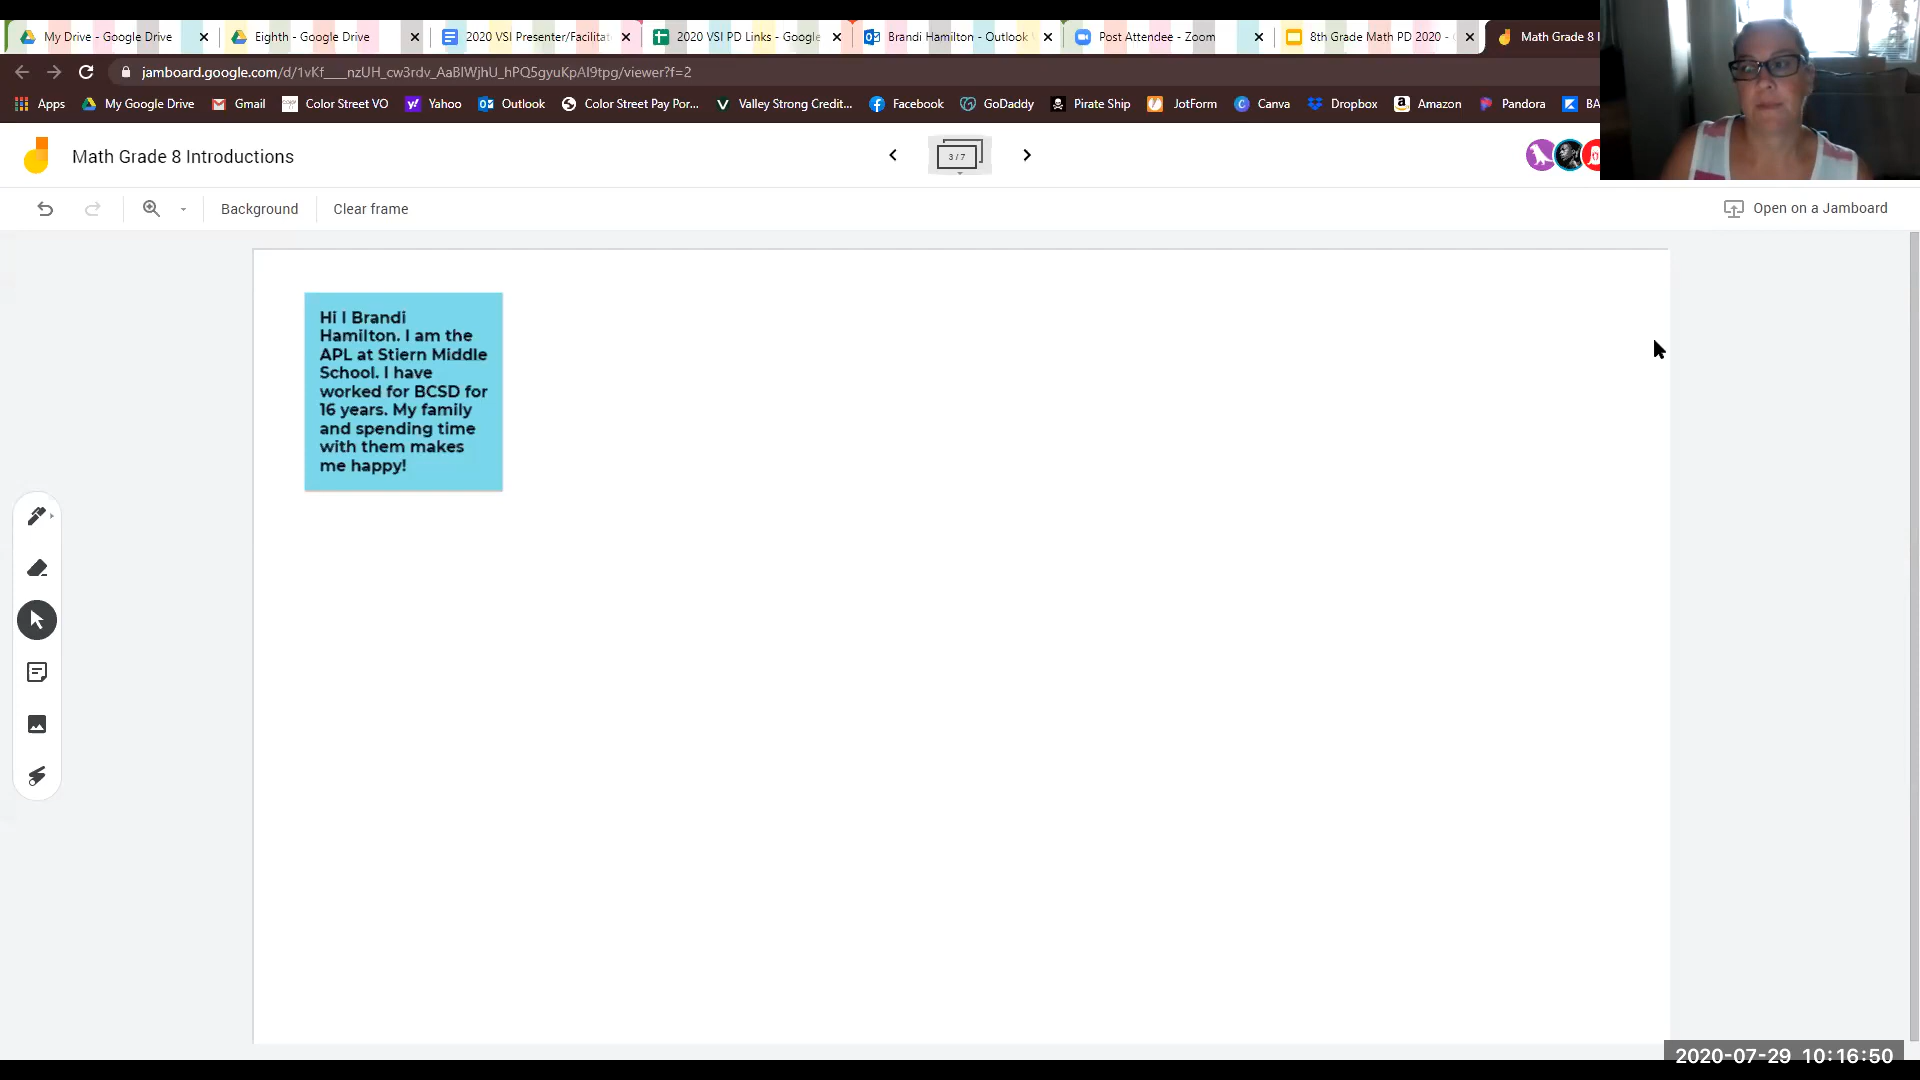 My Drive - Google Drive
Eighth - Google Drive
2020 VSI Presenter/Facilitat
2020 VSI PD Links - Google
Brandi Hamilton - Outlook
Post Attendee - Zoom
8th Grade Math PD 2020 -
Math Grade 8 I
jamboard.google.com/d/1vKf___nzUH_cw3rdv_AaBlWjhU_hPQ5gyuKpAI9tpg/viewer?f=2
Apps My Google Drive Gmail Color Street VO Yahoo Outlook Color Street Pay Por... Valley Strong Credit... Facebook GoDaddy Pirate Ship JotForm Canva Dropbox Amazon Pandora BA
Math Grade 8 Introductions
3 / 7
Background
Clear frame
Open on a Jamboard
Hi I Brandi
Hamilton. I am the
APL at Stiern Middle
School. I have
worked for BCSD for
16 years. My family
and spending time
with them makes
me happy!
2020-07-29 10:16:50